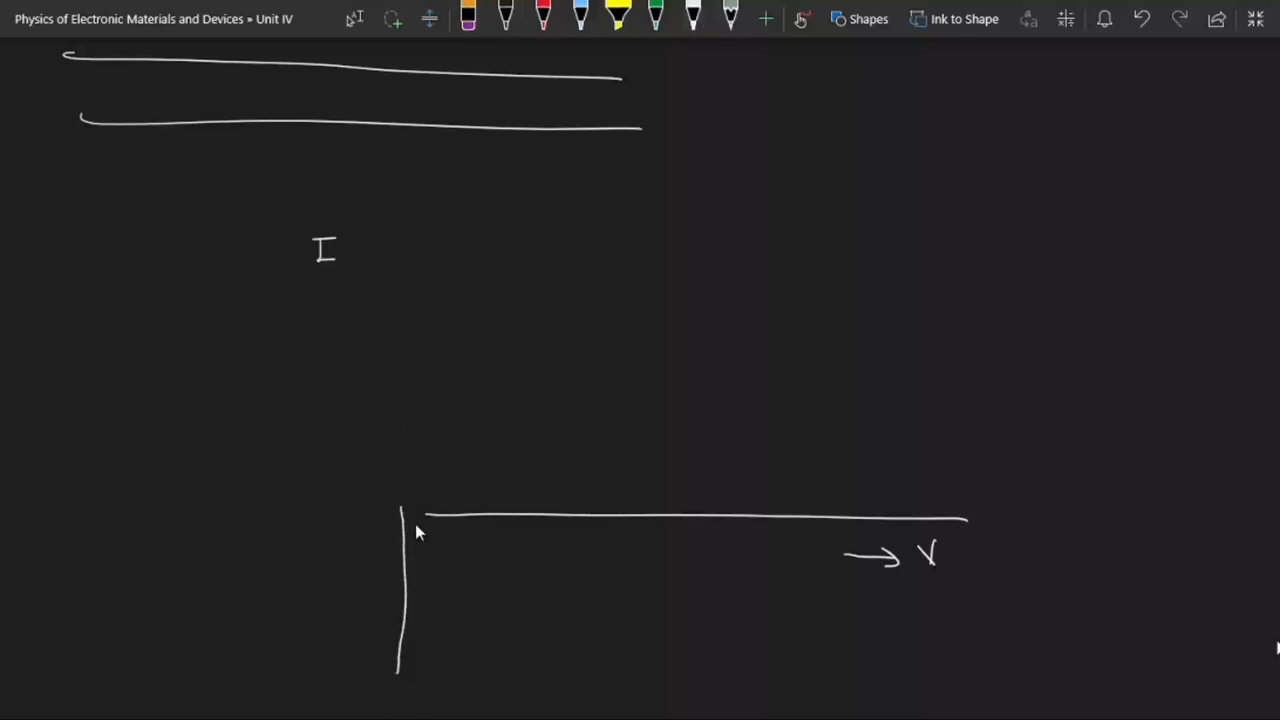 Physics of Electronic Materials and Devices » Unit IV
Shapes
Ink to Shape
I
→ V